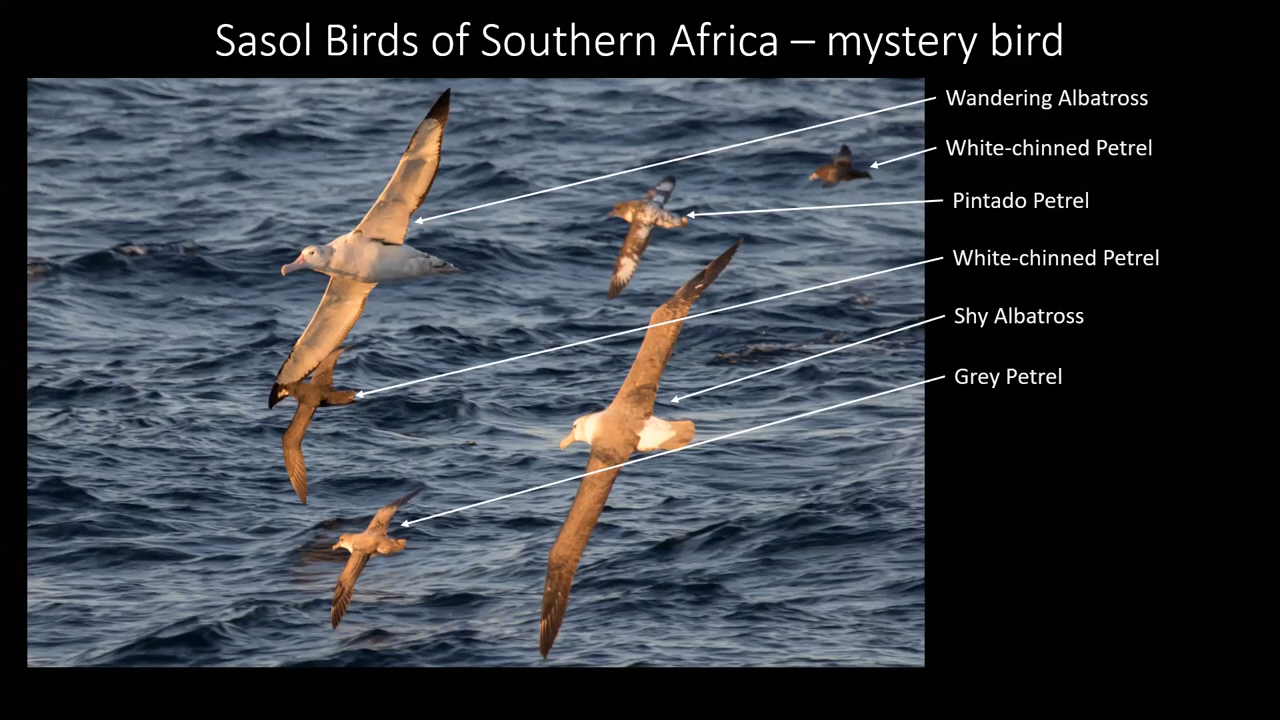 Sasol Birds of Southern Africa – mystery bird
Wandering Albatross
White-chinned Petrel
Pintado Petrel
White-chinned Petrel
Shy Albatross
Grey Petrel